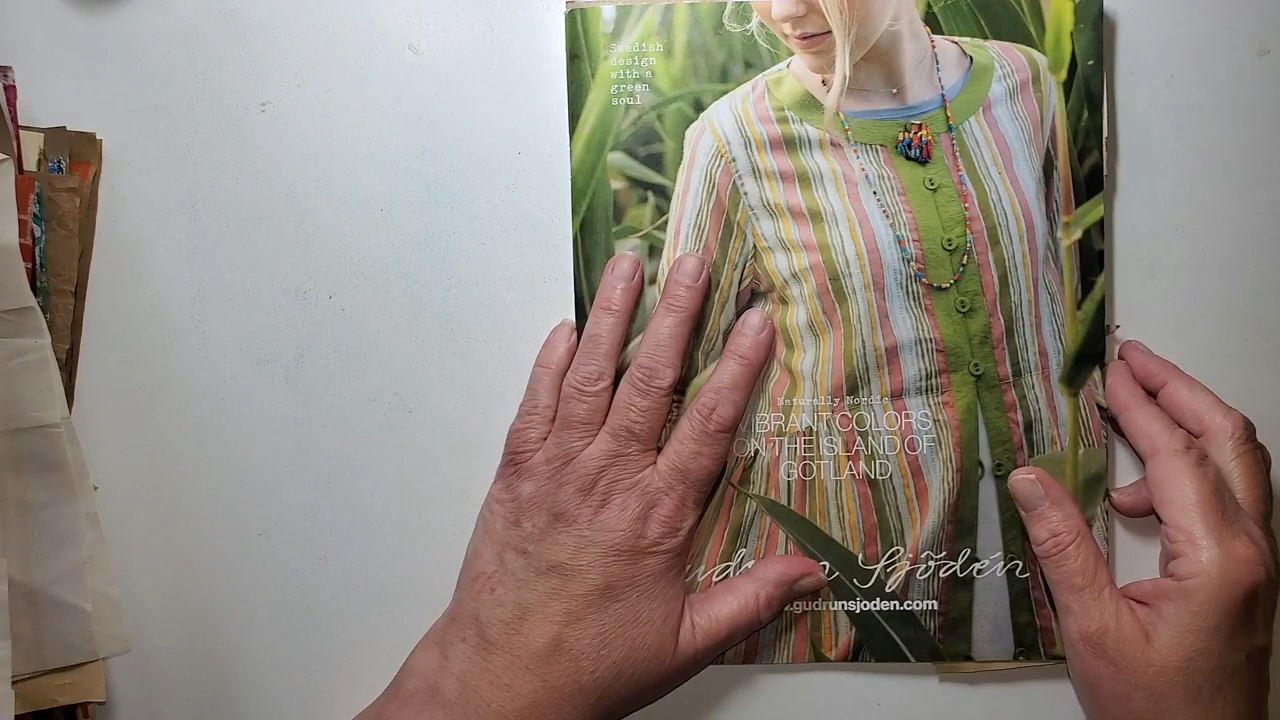 Swedish
design
with a
green
soul
Naturally Nordic
IBRANT COLORS
ON THE ISLAND OF
GOTLAND
Sjödén
.gudrunsjoden.com